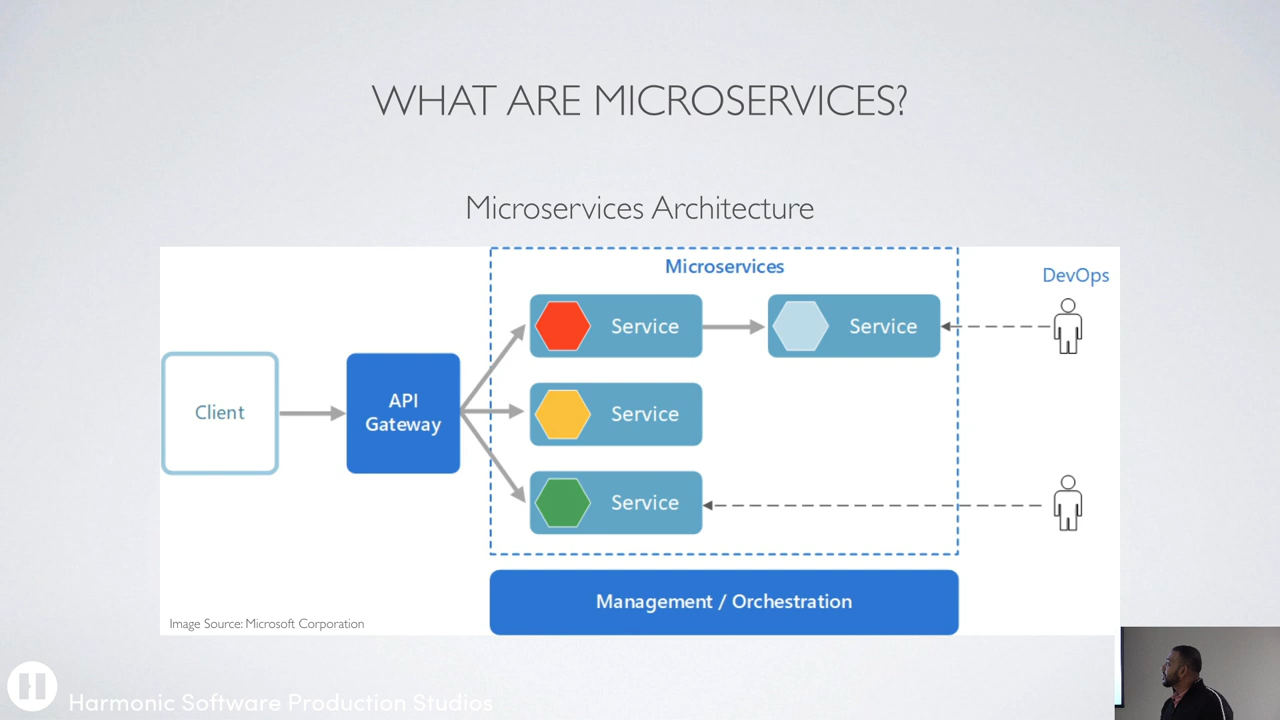 WHAT ARE MICROSERVICES?
Microservices Architecture
Microservices
DevOps
Service
Service
Client
API
Gateway
Service
Service
Management / Orchestration
Image Source: Microsoft Corporation
Harmonic Software Production Studios